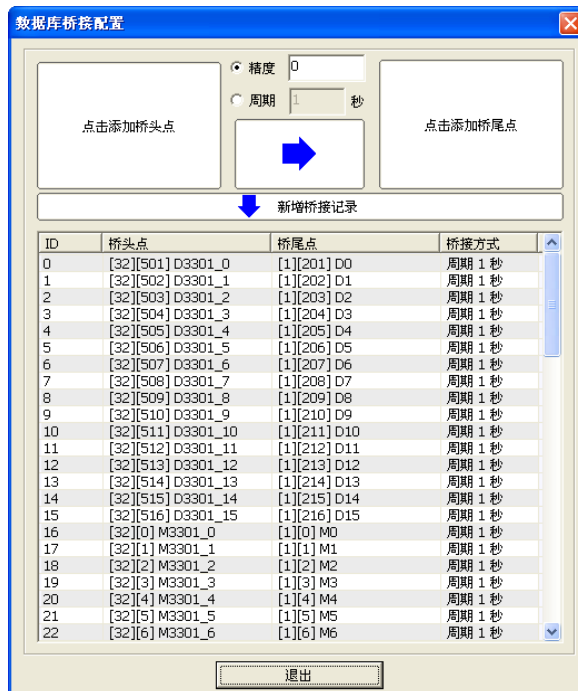 数据库桥接配置
点击添加桥头点
精度 0
周期 1 秒
点击添加桥尾点
新增桥接记录
ID 桥头点 桥尾点 桥接方式
0 [32][501] D3301_0 [1][201] D0 周期 1 秒
1 [32][502] D3301_1 [1][202] D1 周期 1 秒
2 [32][503] D3301_2 [1][203] D2 周期 1 秒
3 [32][504] D3301_3 [1][204] D3 周期 1 秒
4 [32][505] D3301_4 [1][205] D4 周期 1 秒
5 [32][506] D3301_5 [1][206] D5 周期 1 秒
6 [32][507] D3301_6 [1][207] D6 周期 1 秒
7 [32][508] D3301_7 [1][208] D7 周期 1 秒
8 [32][509] D3301_8 [1][209] D8 周期 1 秒
9 [32][510] D3301_9 [1][210] D9 周期 1 秒
10 [32][511] D3301_10 [1][211] D10 周期 1 秒
11 [32][512] D3301_11 [1][212] D11 周期 1 秒
12 [32][513] D3301_12 [1][213] D12 周期 1 秒
13 [32][514] D3301_13 [1][214] D13 周期 1 秒
14 [32][515] D3301_14 [1][215] D14 周期 1 秒
15 [32][516] D3301_15 [1][216] D15 周期 1 秒
16 [32][0] M3301_0 [1][0] M0 周期 1 秒
17 [32][1] M3301_1 [1][1] M1 周期 1 秒
18 [32][2] M3301_2 [1][2] M2 周期 1 秒
19 [32][3] M3301_3 [1][3] M3 周期 1 秒
20 [32][4] M3301_4 [1][4] M4 周期 1 秒
21 [32][5] M3301_5 [1][5] M5 周期 1 秒
22 [32][6] M3301_6 [1][6] M6 周期 1 秒
退出